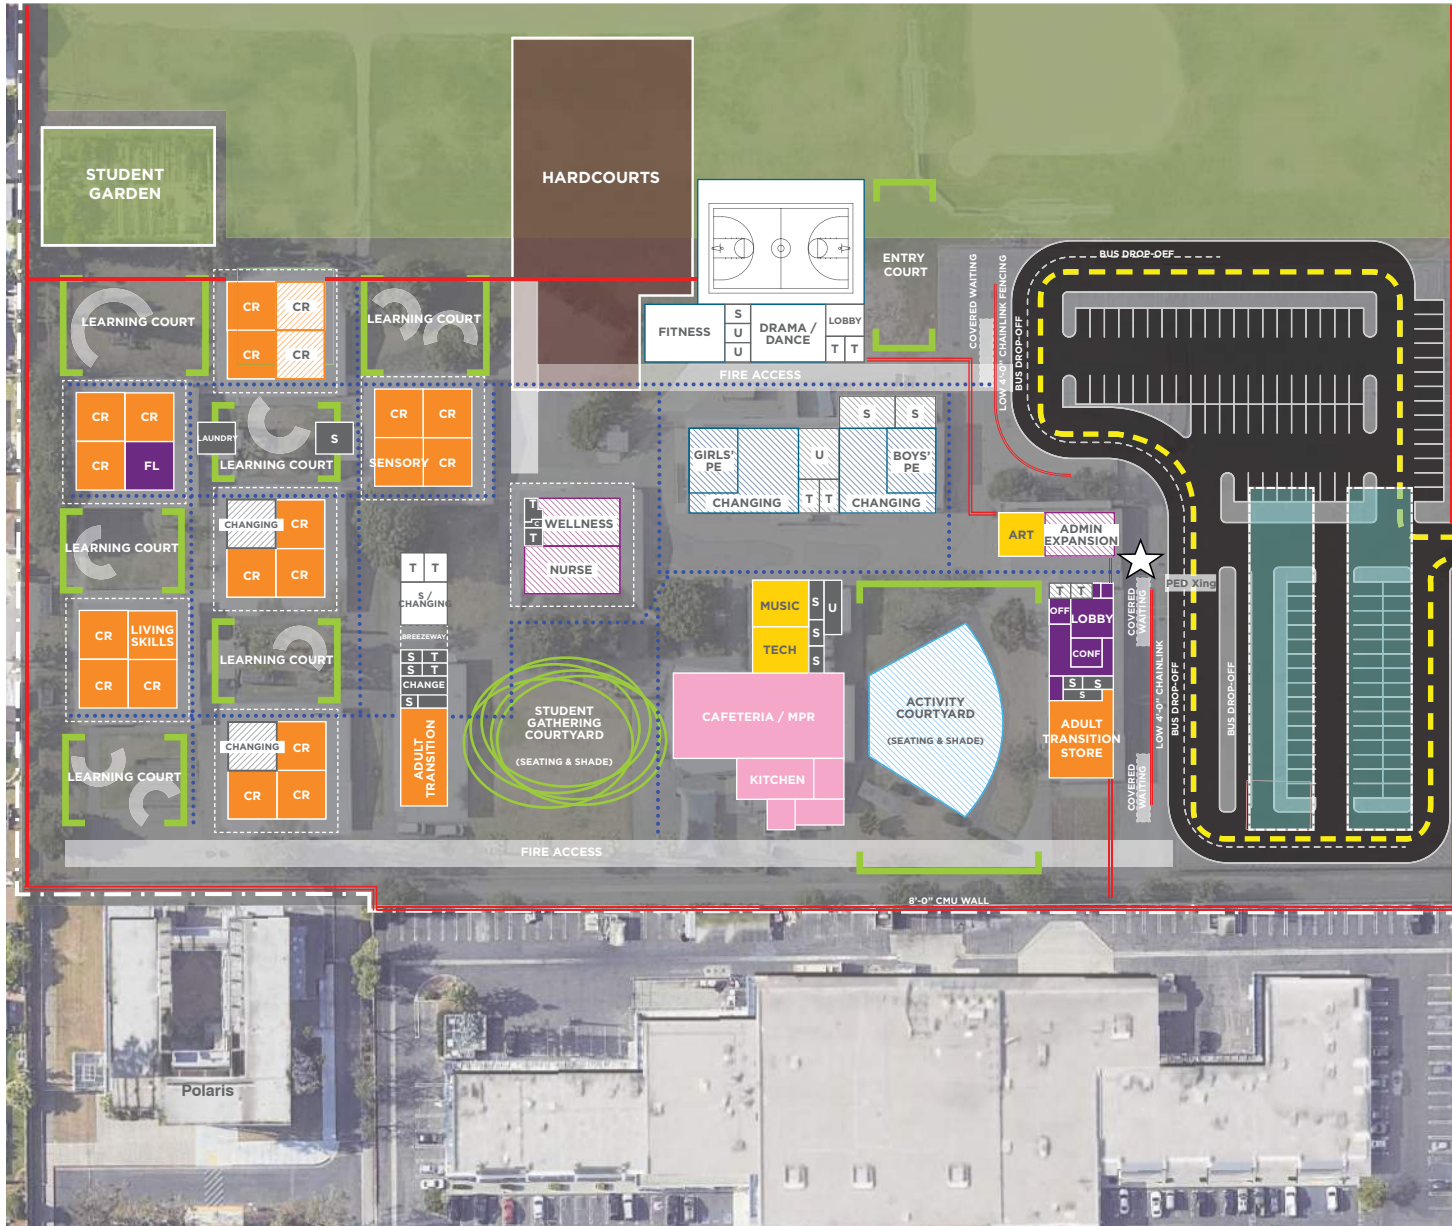 STUDENT
GARDEN
HARDCOURTS
ENTRY
COURT
BUS DROP-OFF
COVERED WAITING
LOW 4'-0" CHAINLINK FENCING
BUS DROP-OFF
LEARNING COURT
CR
CR
CR
CR
LEARNING COURT
FITNESS
S
U
U
DRAMA /
DANCE
LOBBY
T
T
FIRE ACCESS
CR
CR
CR
FL
LAUNDRY
S
LEARNING COURT
CR
CR
SENSORY
CR
S
S
GIRLS'
PE
U
BOYS'
PE
CHANGING
T
T
CHANGING
LEARNING COURT
CHANGING
CR
CR
CR
T
C
T
WELLNESS
NURSE
ART
ADMIN
EXPANSION
PED Xing
T
T
S /
CHANGING
BREEZEWAY
S
T
S
T
CHANGE
S
ADULT
TRANSITION
MUSIC
TECH
S
U
S
S
T
T
OFF
LOBBY
CONF
S
S
S
ADULT
TRANSITION
STORE
COVERED
WAITING
LOW 4'-0" CHAINLINK
BUS DROP-OFF
BUS DROP-OFF
COVERED
WAITING
CR
LIVING
SKILLS
CR
CR
LEARNING COURT
STUDENT
GATHERING
COURTYARD
(SEATING & SHADE)
CAFETERIA / MPR
KITCHEN
ACTIVITY
COURTYARD
(SEATING & SHADE)
LEARNING COURT
CHANGING
CR
CR
CR
FIRE ACCESS
8'-0" CMU WALL
Polaris